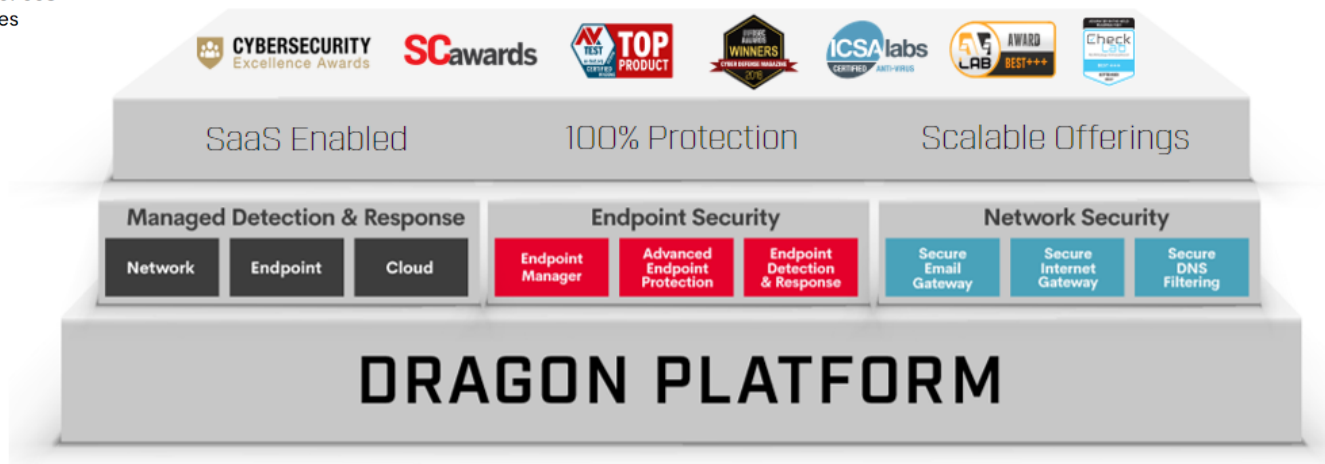 es
CYBERSECURITY
Excellence Awards
SCawards
AV
TEST
TOP
PRODUCT
WINNERS
CYBER DEFENSE MAGAZINE
2018
ICSAlabs
CERTIFIED ANTI-VIRUS
LAB
AWARD
BEST+++
Check
Lab
SaaS Enabled
100% Protection
Scalable Offerings
Managed Detection & Response
Network
Endpoint
Cloud
Endpoint Security
Endpoint
Manager
Advanced
Endpoint
Protection
Endpoint
Detection
& Response
Network Security
Secure
Email
Gateway
Secure
Internet
Gateway
Secure
DNS
Filtering
DRAGON PLATFORM